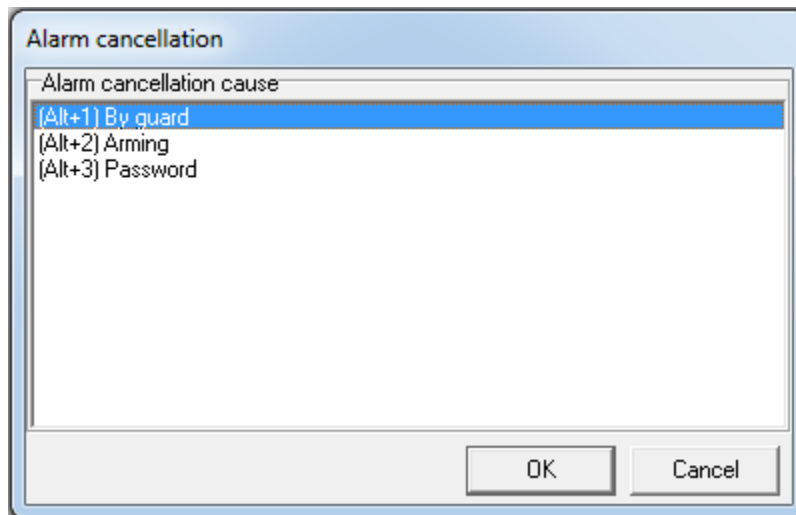 Alarm cancellation
Alarm cancellation cause
(Alt+1) By guard
(Alt+2) Arming
(Alt+3) Password
OK
Cancel